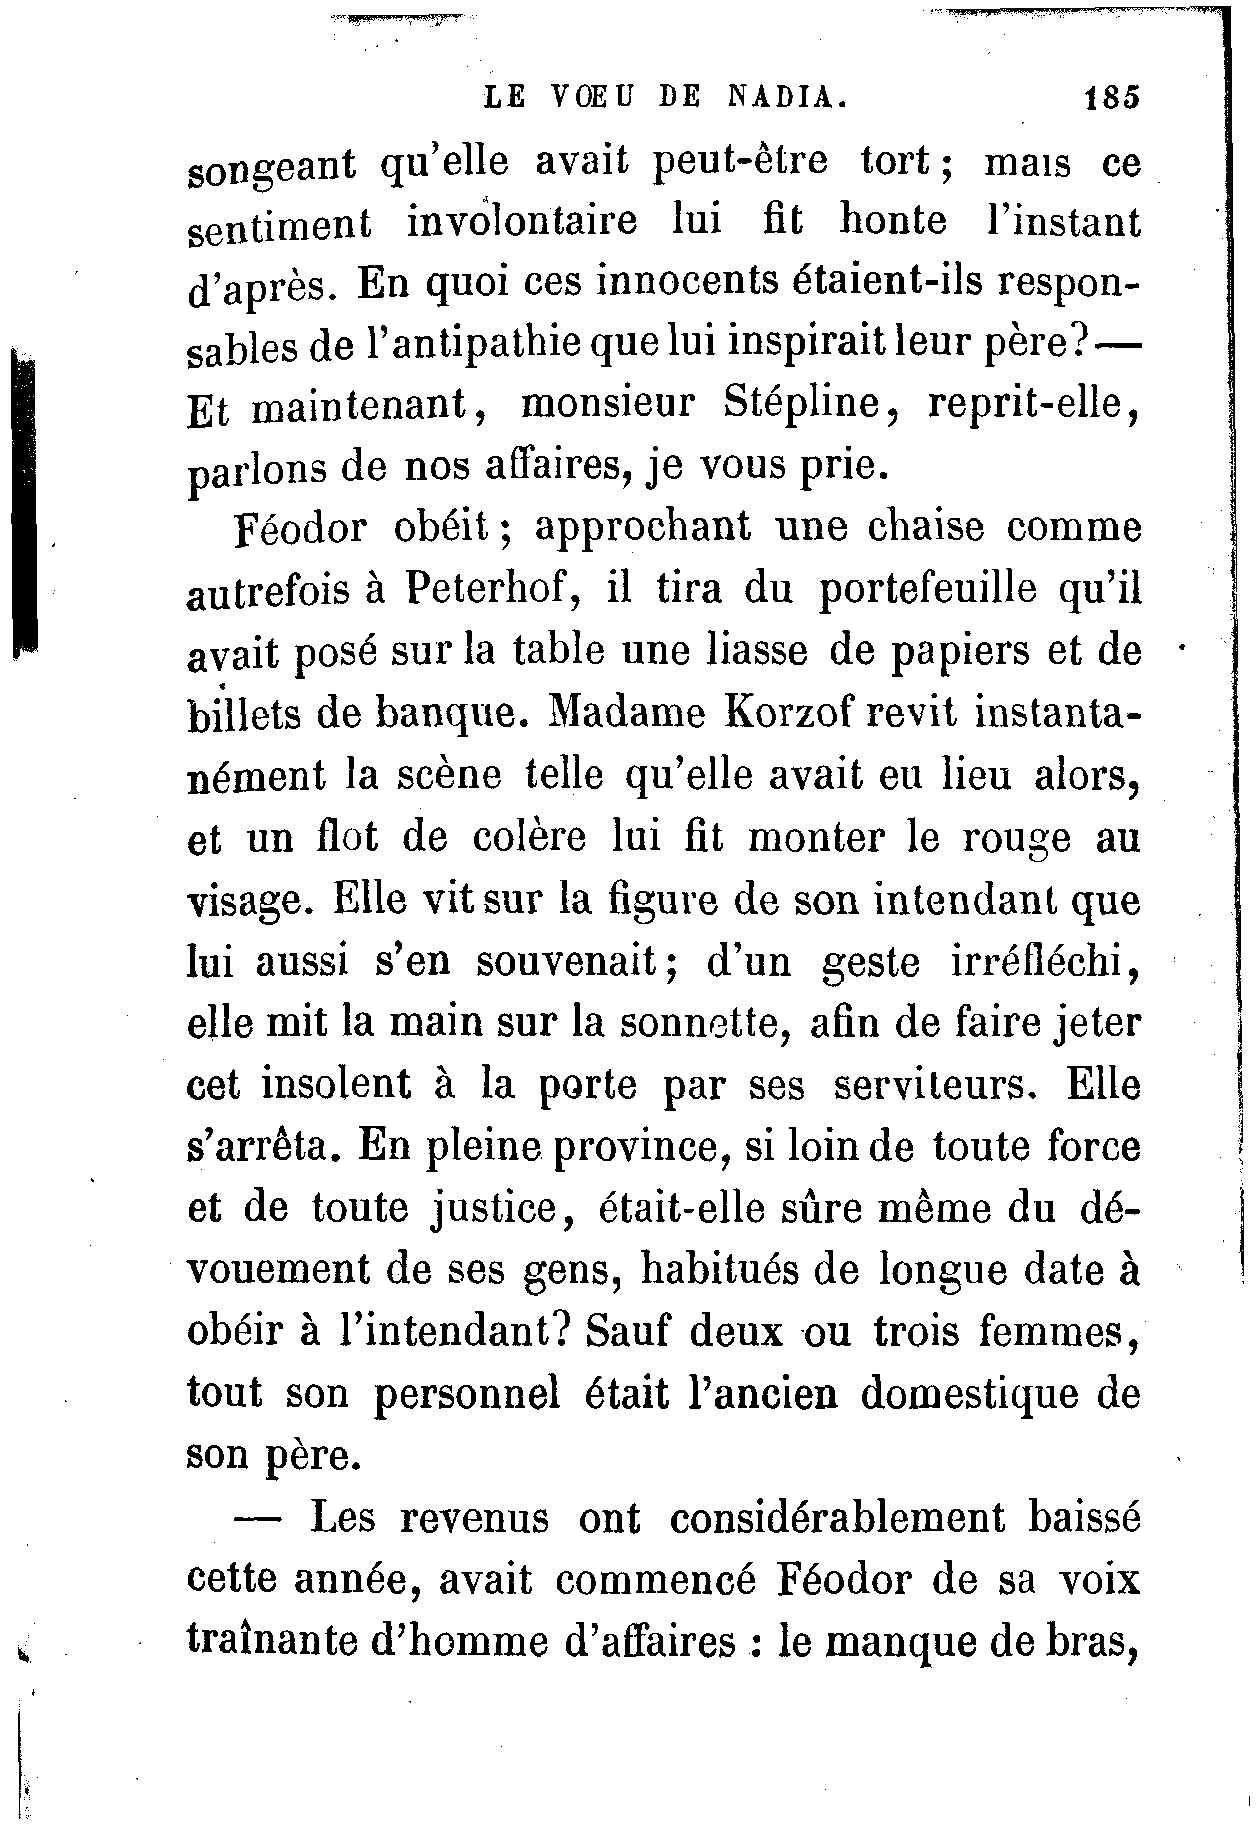 LE VŒU DE NADIA. 185
songeant qu'elle avait peut-être tort ; mais ce
sentiment involontaire lui fit honte l'instant
d'après. En quoi ces innocents étaient-ils respon-
sables de l'antipathie que lui inspirait leur père? —
Et maintenant, monsieur Stépline, reprit-elle,
parlons de nos affaires, je vous prie.
Féodor obéit ; approchant une chaise comme
autrefois à Peterhof, il tira du portefeuille qu'il
avait posé sur la table une liasse de papiers et de
billets de banque. Madame Korzof revit instanta-
nément la scène telle qu'elle avait eu lieu alors,
et un flot de colère lui fit monter le rouge au
visage. Elle vit sur la figure de son intendant que
lui aussi s'en souvenait ; d'un geste irréfléchi,
elle mit la main sur la sonnette, afin de faire jeter
cet insolent à la porte par ses serviteurs. Elle
s'arrêta. En pleine province, si loin de toute force
et de toute justice, était-elle sûre même du dé-
vouement de ses gens, habitués de longue date à
obéir à l'intendant? Sauf deux ou trois femmes,
tout son personnel était l'ancien domestique de
son père.
— Les revenus ont considérablement baissé
cette année, avait commencé Féodor de sa voix
traînante d'homme d'affaires : le manque de bras,